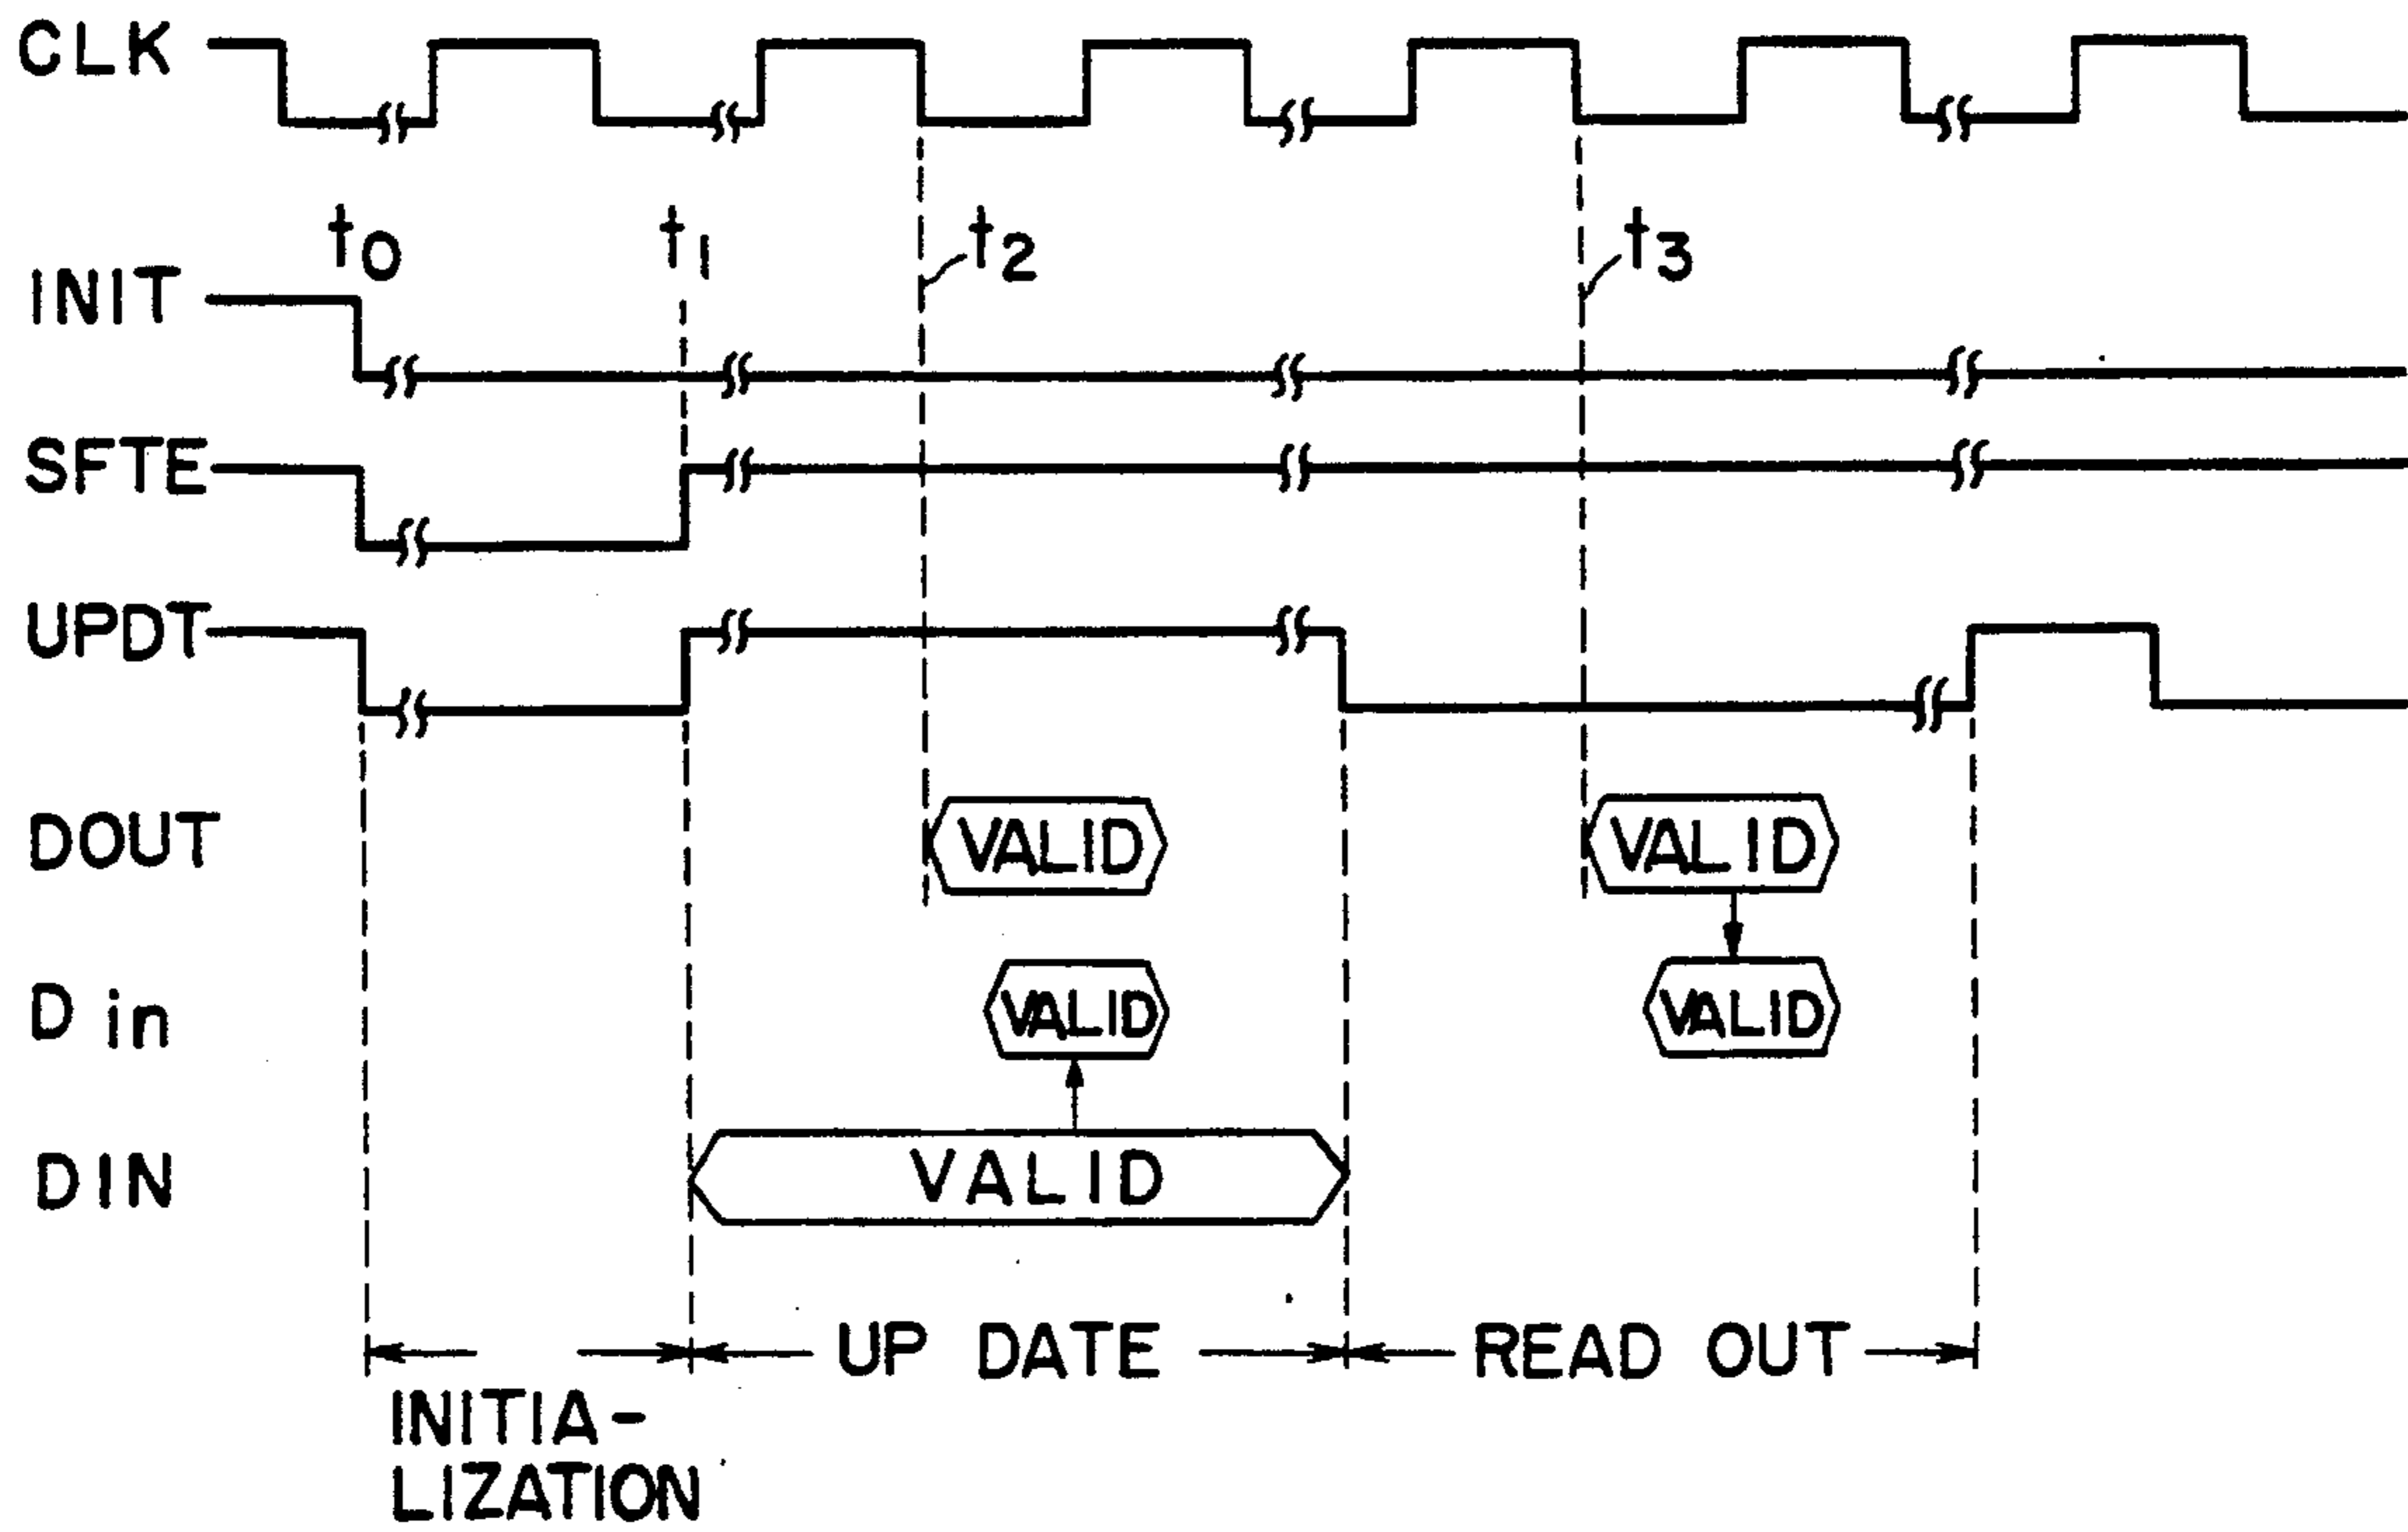 CLK
t0 t1 t2 t3
INIT
SFTE
UPDT
DOUT VALID VALID
Din VALID VALID
DIN VALID
UP DATE READ OUT
INITIA-
LIZATION